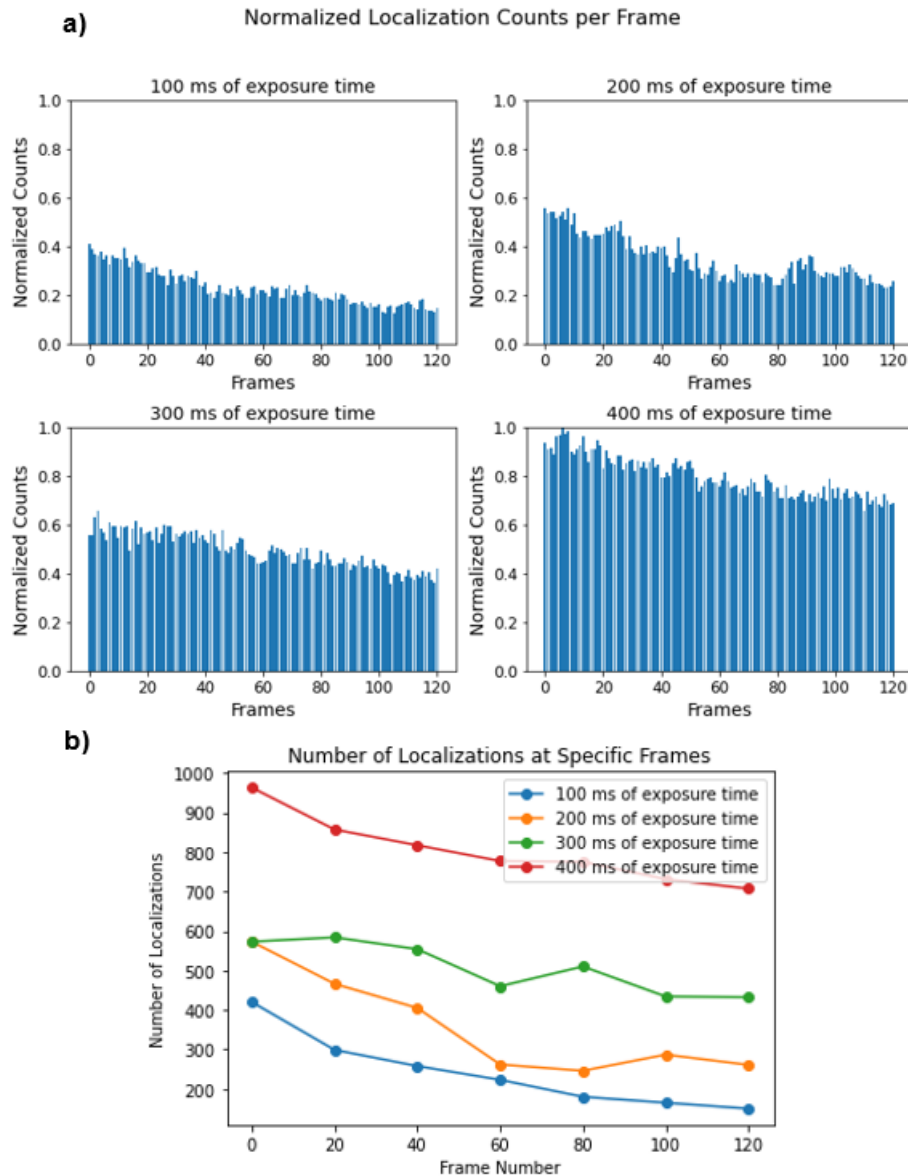 a)
Normalized Localization Counts per Frame
100 ms of exposure time
1.0
0.8
0.6
0.4
0.2
0.0
Normalized Counts
0 20 40 60 80 100 120
Frames
200 ms of exposure time
1.0
0.8
0.6
0.4
0.2
0.0
Normalized Counts
0 20 40 60 80 100 120
Frames
300 ms of exposure time
1.0
0.8
0.6
0.4
0.2
0.0
Normalized Counts
0 20 40 60 80 100 120
Frames
400 ms of exposure time
1.0
0.8
0.6
0.4
0.2
0.0
Normalized Counts
0 20 40 60 80 100 120
Frames
b)
Number of Localizations at Specific Frames
1000
900
800
700
600
500
400
300
200
Number of Localizations
100 ms of exposure time
200 ms of exposure time
300 ms of exposure time
400 ms of exposure time
0 20 40 60 80 100 120
Frame Number